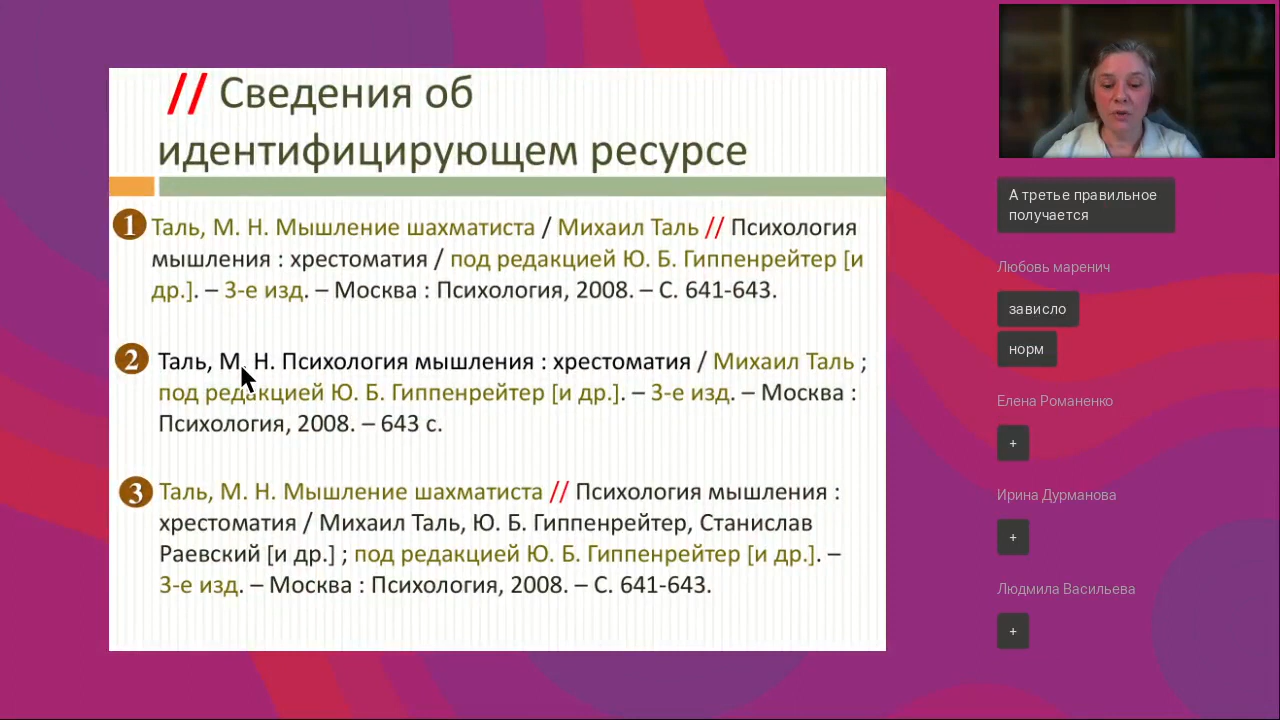 // Сведения об
идентифицирующем ресурсе
1 Таль, М. Н. Мышление шахматиста / Михаил Таль // Психология
мышления : хрестоматия / под редакцией Ю. Б. Гиппенрейтер [и
др.]. – 3-е изд. – Москва : Психология, 2008. – С. 641-643.
2 Таль, М. Н. Психология мышления : хрестоматия / Михаил Таль ;
под редакцией Ю. Б. Гиппенрейтер [и др.]. – 3-е изд. – Москва :
Психология, 2008. – 643 с.
3 Таль, М. Н. Мышление шахматиста // Психология мышления :
хрестоматия / Михаил Таль, Ю. Б. Гиппенрейтер, Станислав
Раевский [и др.] ; под редакцией Ю. Б. Гиппенрейтер [и др.]. –
3-е изд. – Москва : Психология, 2008. – С. 641-643.
А третье правильное
получается
Любовь маренич
зависло
норм
Елена Романенко
+
Ирина Дурманова
+
Людмила Васильева
+